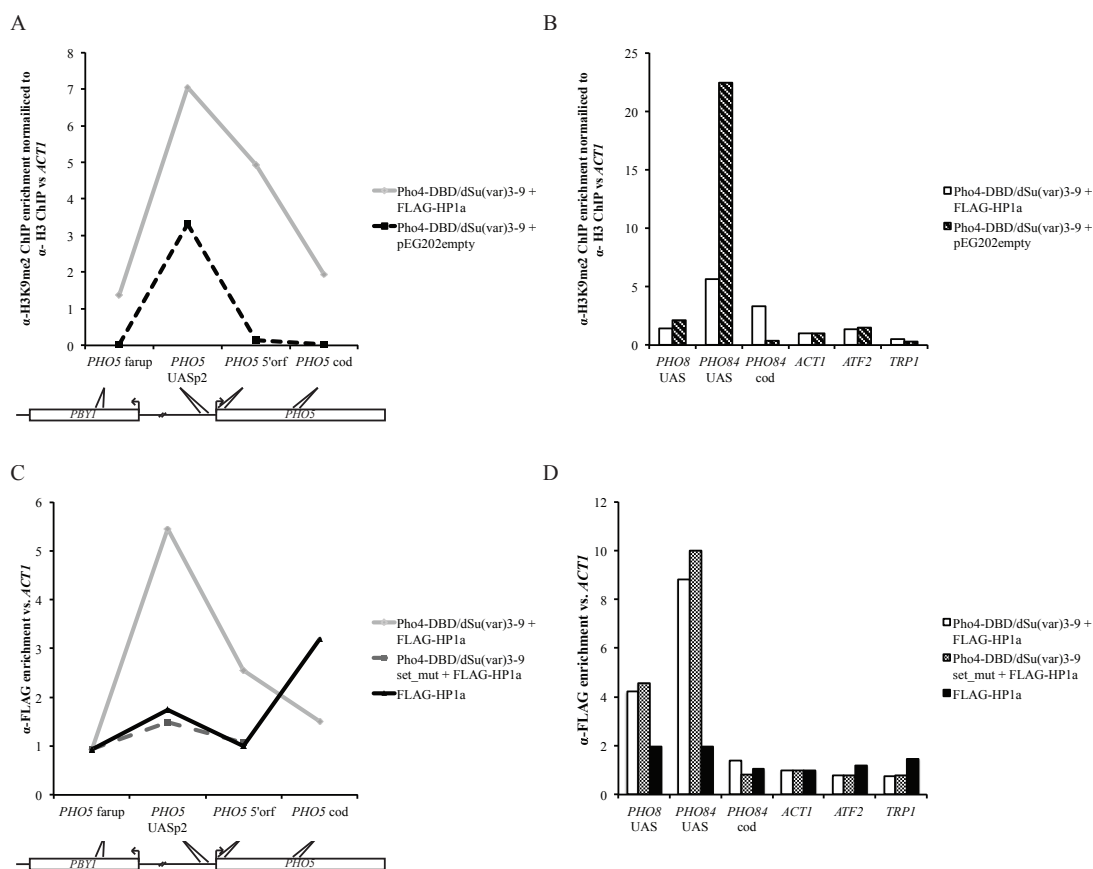 A
α-H3K9me2 ChIP enrichment normailiced to
α- H3 ChIP vs ACT1
8
7
6
5
4
3
2
1
0
PHO5 farup
PHO5
UASp2
PHO5 5'orf
PHO5 cod
Pho4-DBD/dSu(var)3-9 +
FLAG-HP1a
Pho4-DBD/dSu(var)3-9 +
pEG202empty
PBY1
PHO5
B
α-H3K9me2 ChIP enrichment normailiced to
α- H3 ChIP vs ACT1
25
20
15
10
5
0
PHO8
UAS
PHO84
UAS
PHO84
cod
ACT1
ATF2
TRP1
Pho4-DBD/dSu(var)3-9 +
FLAG-HP1a
Pho4-DBD/dSu(var)3-9 +
pEG202empty
C
α-FLAG enrichment vs. ACT1
6
5
4
3
2
1
0
PHO5 farup
PHO5
UASp2
PHO5 5'orf
PHO5 cod
Pho4-DBD/dSu(var)3-9 +
FLAG-HP1a
Pho4-DBD/dSu(var)3-9
set_mut + FLAG-HP1a
FLAG-HP1a
PBY1
PHO5
D
α-FLAG enrichment vs. ACT1
12
10
8
6
4
2
0
PHO8
UAS
PHO84
UAS
PHO84
cod
ACT1
ATF2
TRP1
Pho4-DBD/dSu(var)3-9 +
FLAG-HP1a
Pho4-DBD/dSu(var)3-9
set_mut + FLAG-HP1a
FLAG-HP1a